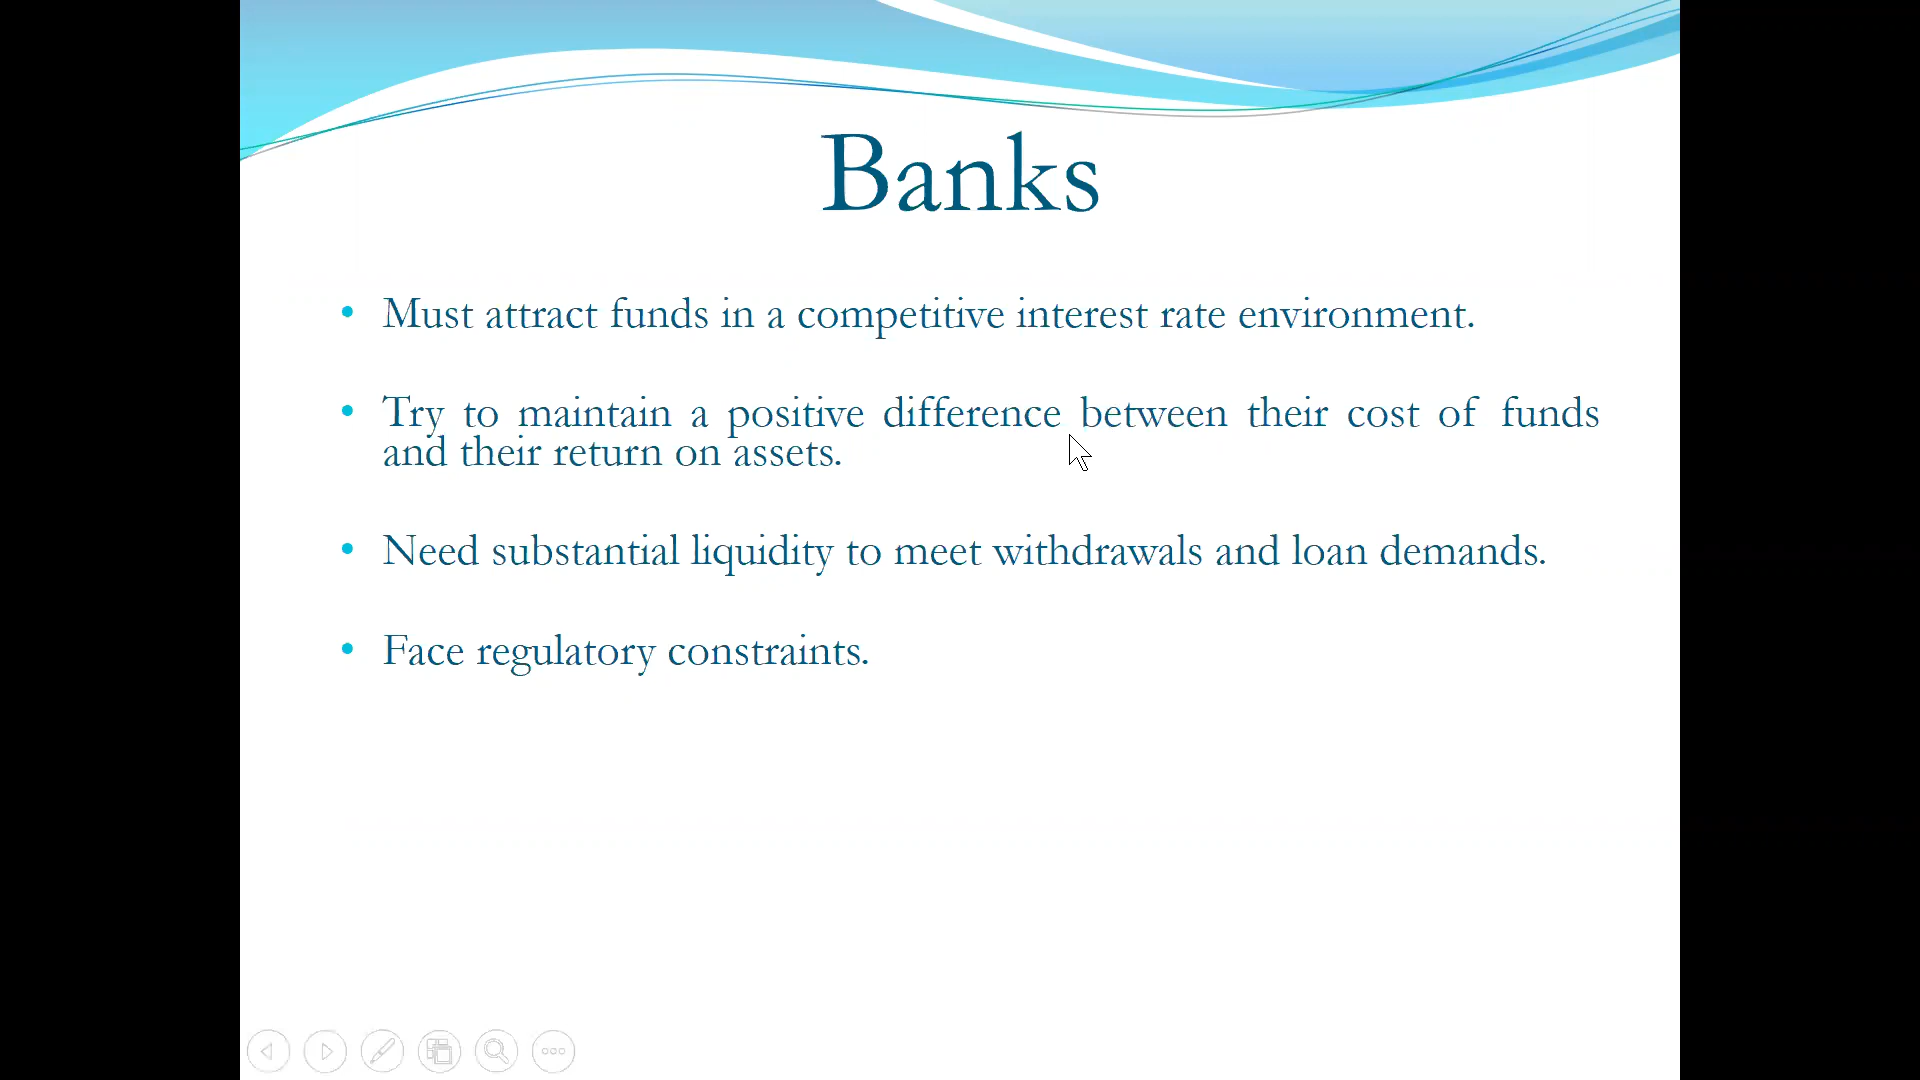 Banks
• Must attract funds in a competitive interest rate environment.
• Try to maintain a positive difference between their cost of funds
and their return on assets.
• Need substantial liquidity to meet withdrawals and loan demands.
• Face regulatory constraints.